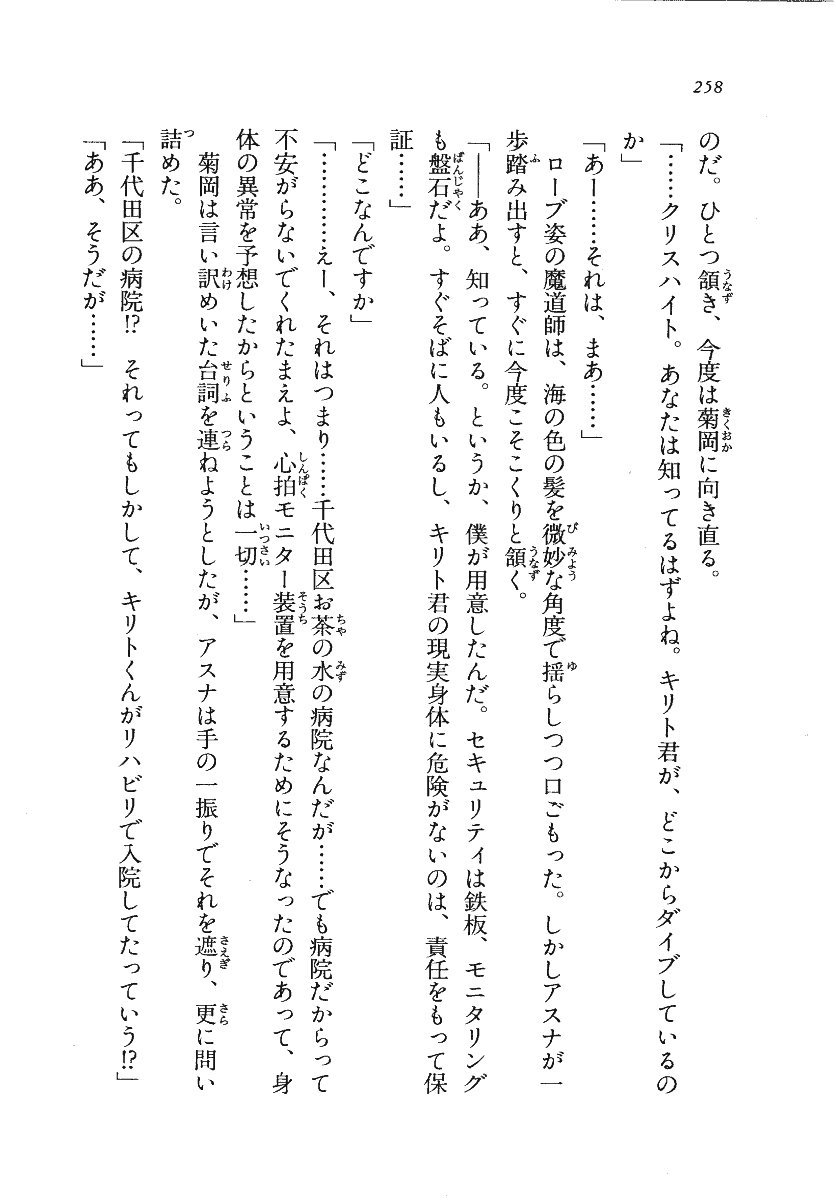 258
のだ。ひとつ頷き、今度は菊岡に向き直る。
「……クリスハイト。あなたは知ってるはずよね。キリト君が、どこからダイブしているの
か」
「あー……それは、まあ……」
ローブ姿の魔道師は、海の色の髪を微妙な角度で揺らしつつ口ごもった。しかしアスナが一
歩踏み出すと、すぐに今度こそこくりと頷く。
「――ああ、知っている。というか、僕が用意したんだ。セキュリティは鉄板、モニタリング
も盤石だよ。すぐそばに人もいるし、キリト君の現実身体に危険がないのは、責任をもって保
証……」
「どこなんですか」
「…………えー、それはつまり……千代田区お茶の水の病院なんだが……でも病院だからって
不安がらないでくれたまえよ、心拍モニター装置を用意するためにそうなったのであって、身
体の異常を予想したからということは一切……」
菊岡は言い訳めいた台詞を連ねようとしたが、アスナは手の一振りでそれを遮り、更に問い
詰めた。
「千代田区の病院!?　それってもしかして、キリトくんがリハビリで入院してたっていう!?」
「ああ、そうだが……」